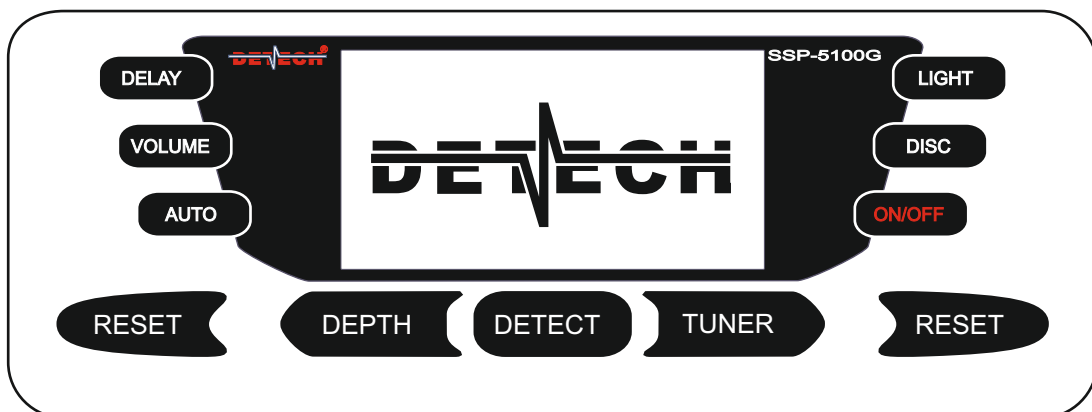 DETECH®
SSP-5100G
DELAY
LIGHT
DETECH
VOLUME
DISC
AUTO
ON/OFF
RESET
DEPTH
DETECT
TUNER
RESET